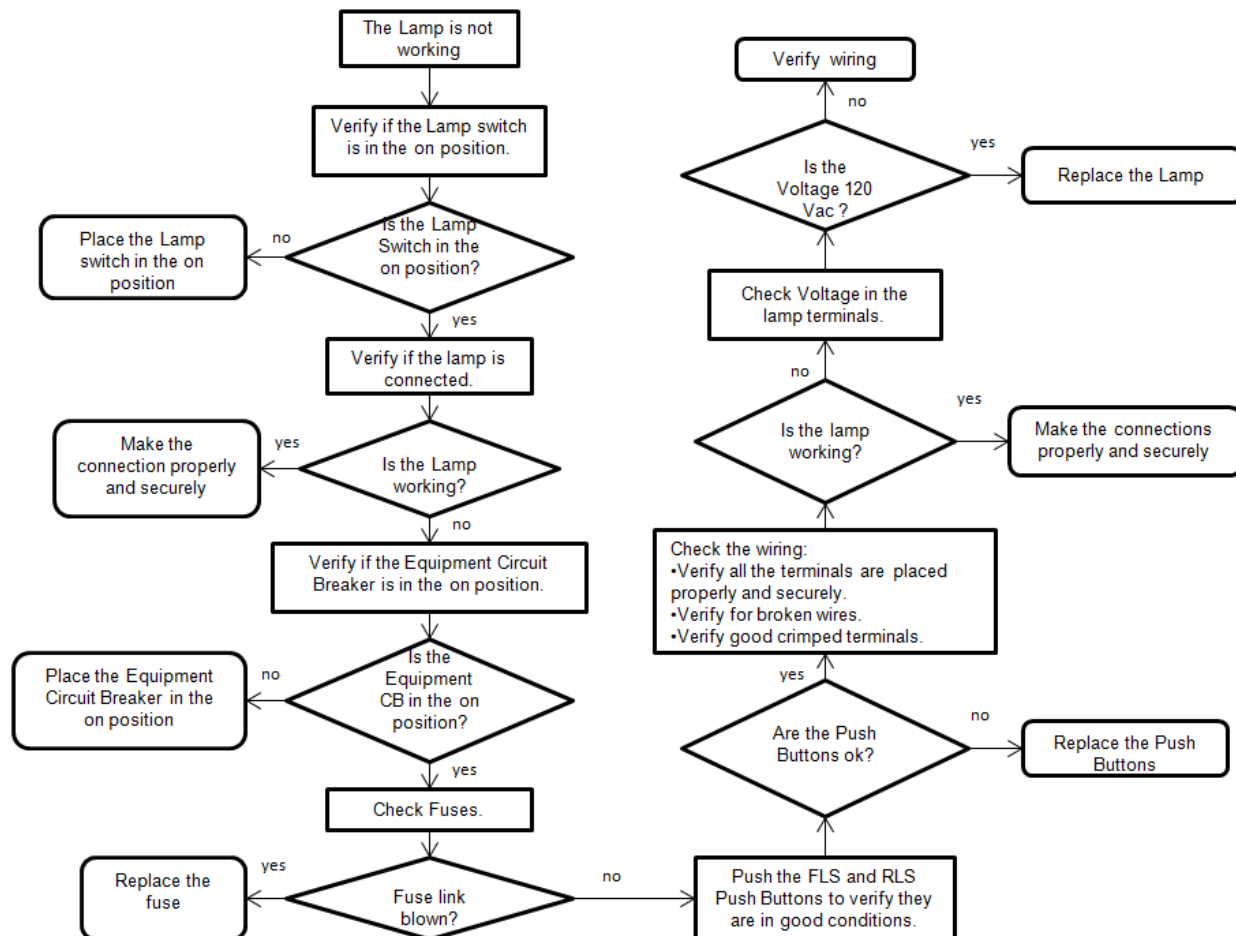 The Lamp is not
working
Verify if the Lamp switch
is in the on position.
Is the Lamp
Switch in the
on position?
no
Place the Lamp
switch in the on
position
yes
Verify if the lamp is
connected.
Is the Lamp
working?
yes
Make the
connection properly
and securely
no
Verify if the Equipment Circuit
Breaker is in the on position.
Is the
Equipment
CB in the on
position?
no
Place the Equipment
Circuit Breaker in the
on position
yes
Check Fuses.
Fuse link
blown?
yes
Replace the
fuse
no
Push the FLS and RLS
Push Buttons to verify they
are in good conditions.
Are the Push
Buttons ok?
no
Replace the Push
Buttons
yes
Check the wiring:
•Verify all the terminals are placed
properly and securely.
•Verify for broken wires.
•Verify good crimped terminals.
Is the lamp
working?
yes
Make the connections
properly and securely
no
Check Voltage in the
lamp terminals.
Is the
Voltage 120
Vac ?
yes
Replace the Lamp
no
Verify wiring